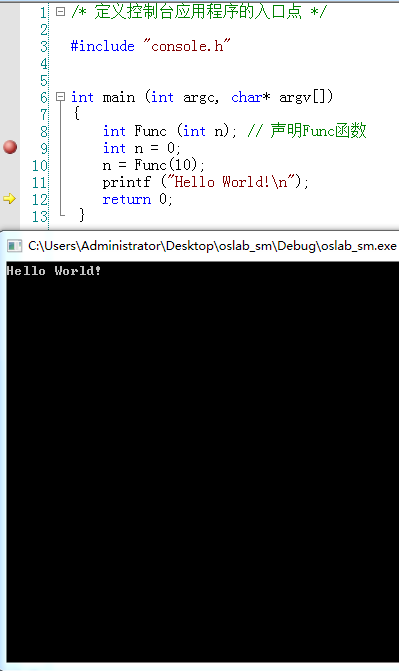 1 /* 定义控制台应用程序的入口点 */
2
3 #include "console.h"
4
5
6 int main (int argc, char* argv[])
7 {
8 int Func (int n); // 声明Func函数
9 int n = 0;
10 n = Func(10);
11 printf ("Hello World!\n");
12 return 0;
13 }
C:\Users\Administrator\Desktop\oslab_sm\Debug\oslab_sm.exe
Hello World!